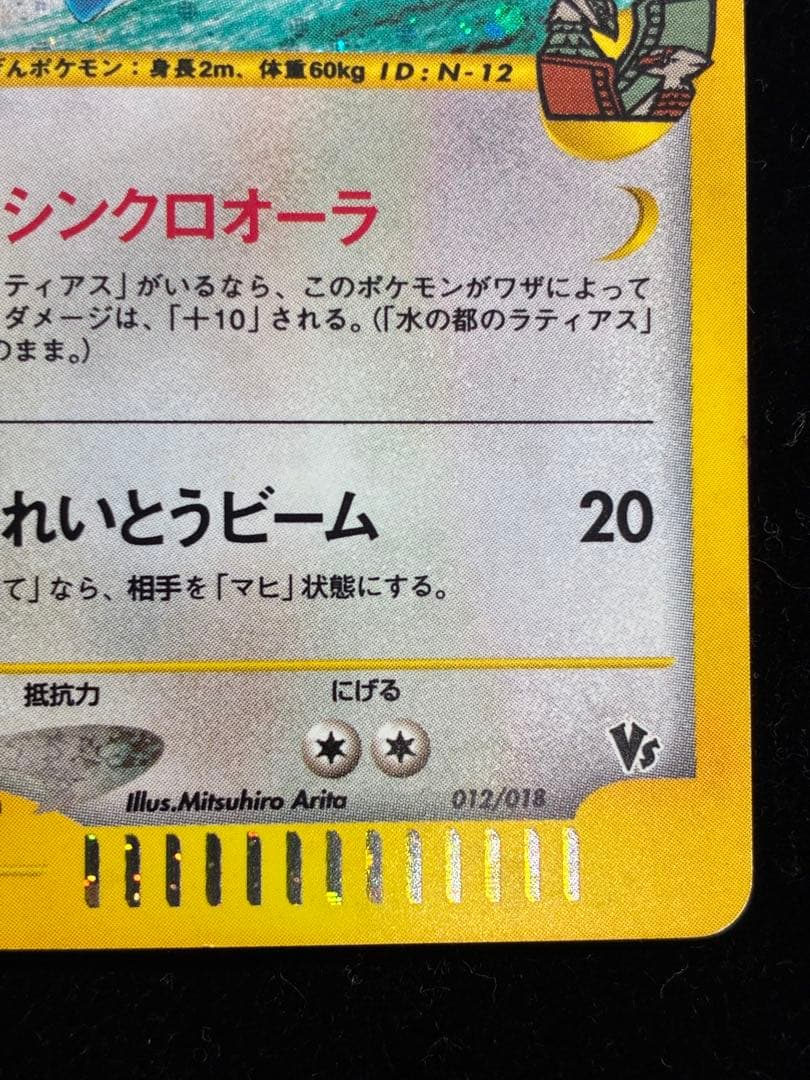 げんポケモン：身長2m、体重60kg ID:N-12
シンクロオーラ
ティアス」がいるなら、このポケモンがワザによって
ダメージは、「＋10」される。（「水の都のラティアス」
のまま。）
れいとうビーム 20
て」なら、相手を「マヒ」状態にする。
抵抗力 にげる
Vs
Illus.Mitsuhiro Arita 012/018